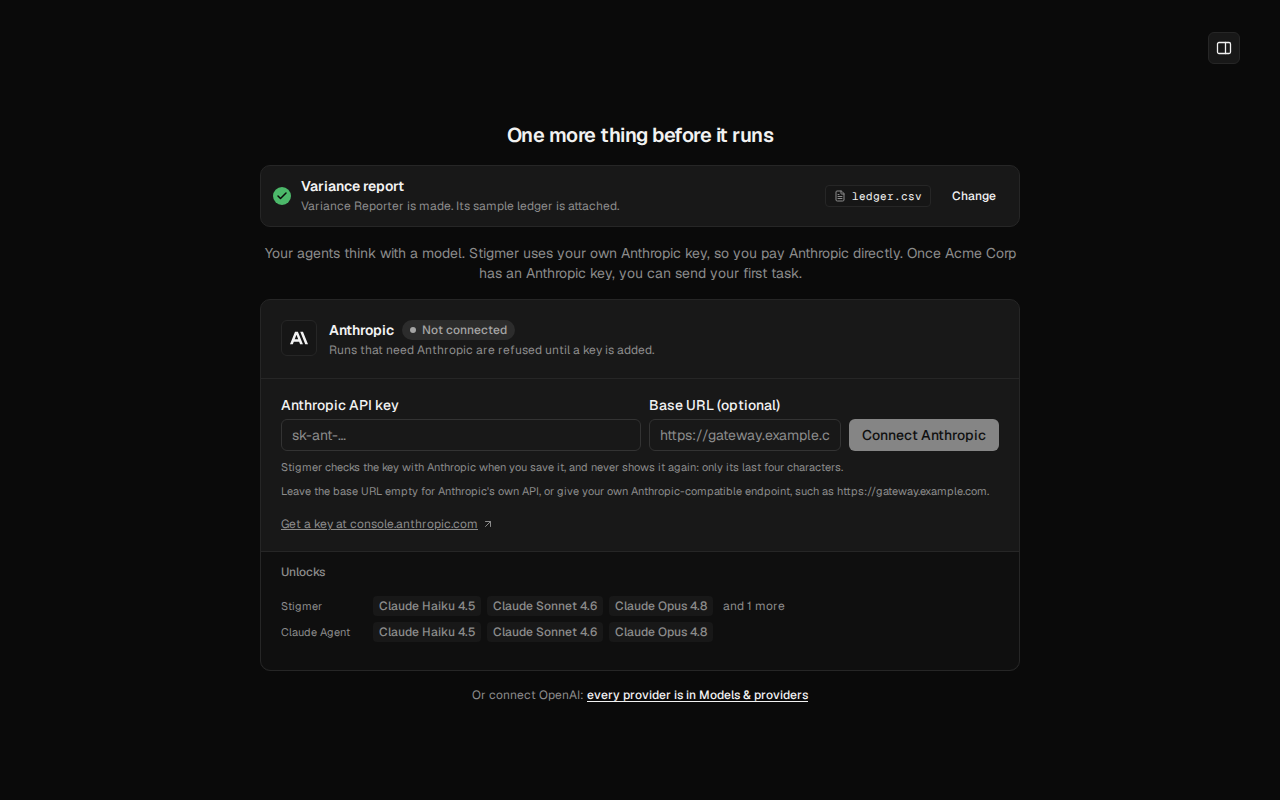 One more thing before it runs
Variance report
Variance Reporter is made. Its sample ledger is attached.
ledger.csv
Change
Your agents think with a model. Stigmer uses your own Anthropic key, so you pay Anthropic directly. Once Acme Corp
has an Anthropic key, you can send your first task.
Anthropic
Not connected
Runs that need Anthropic are refused until a key is added.
Anthropic API key
Base URL (optional)
sk-ant-...
https://gateway.example.c
Connect Anthropic
Stigmer checks the key with Anthropic when you save it, and never shows it again: only its last four characters.
Leave the base URL empty for Anthropic's own API, or give your own Anthropic-compatible endpoint, such as https://gateway.example.com.
Get a key at console.anthropic.com
Unlocks
Stigmer Claude Haiku 4.5 Claude Sonnet 4.6 Claude Opus 4.8 and 1 more
Claude Agent Claude Haiku 4.5 Claude Sonnet 4.6 Claude Opus 4.8
Or connect OpenAI: every provider is in Models & providers